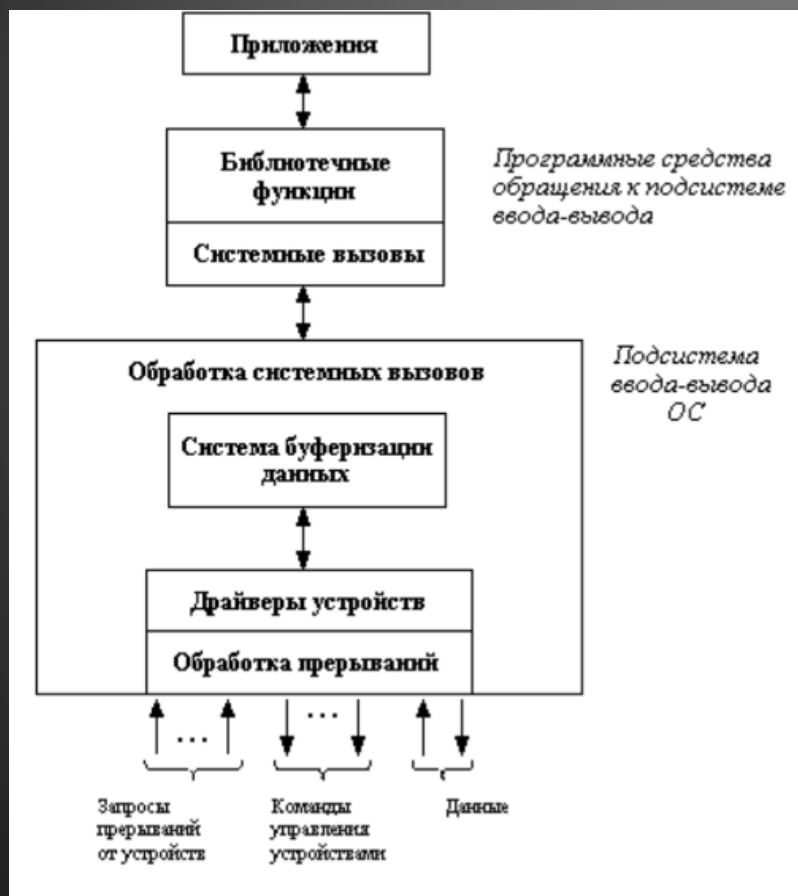 Приложения
Библиотечные
функции
Программные средства
обращения к подсистеме
ввода-вывода
Системные вызовы
Обработка системных вызовов
Подсистема
ввода-вывода
ОС
Система буферизации
данных
Драйверы устройств
Обработка прерываний
...
...
Запросы
прерываний
от устройств
Команды
управления
устройствами
Данные